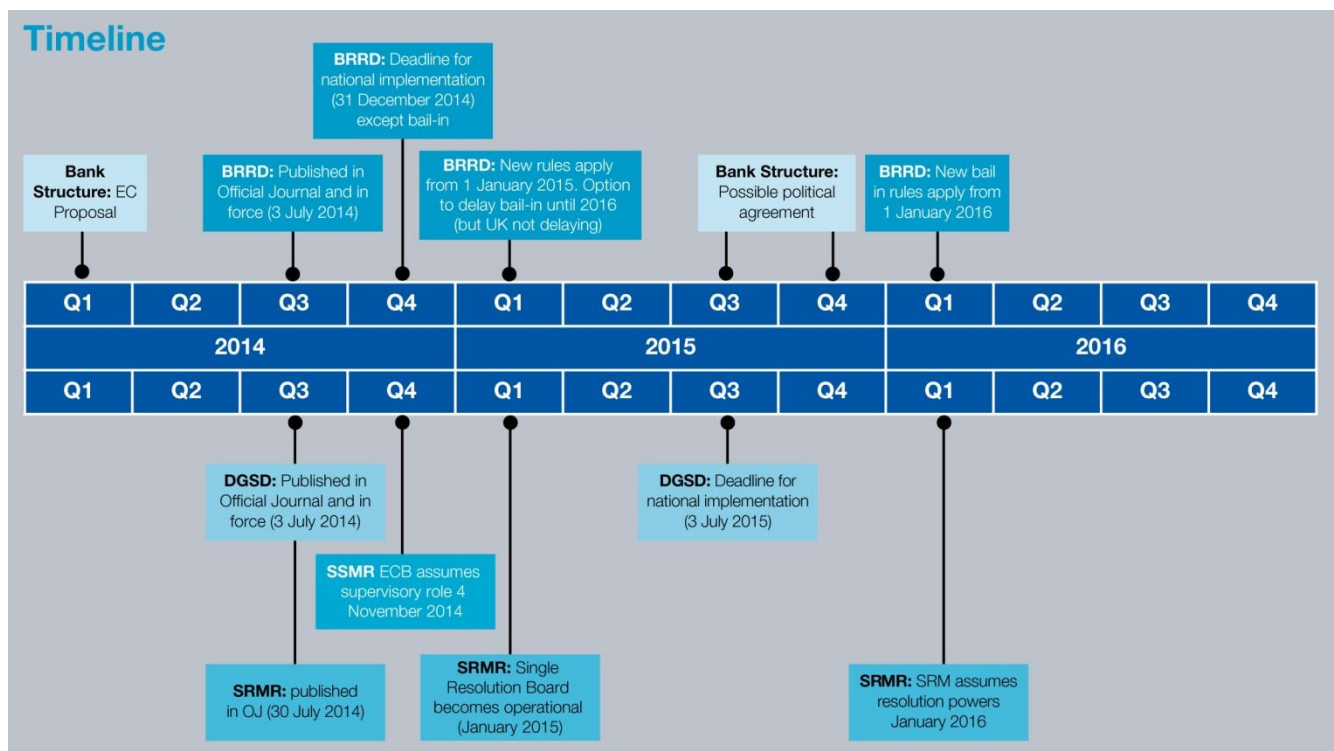 Timeline
BRRD: Deadline for
national implementation
(31 December 2014)
except bail-in
Bank
Structure: EC
Proposal
BRRD: Published in
Official Journal and in
force (3 July 2014)
BRRD: New rules apply
from 1 January 2015. Option
to delay bail-in until 2016
(but UK not delaying)
Bank Structure:
Possible political
agreement
BRRD: New bail
in rules apply from
1 January 2016
Q1 Q2 Q3 Q4 Q1 Q2 Q3 Q4 Q1 Q2 Q3 Q4
2014 2015 2016
Q1 Q2 Q3 Q4 Q1 Q2 Q3 Q4 Q1 Q2 Q3 Q4
DGSD: Published in
Official Journal and in
force (3 July 2014)
DGSD: Deadline for
national implementation
(3 July 2015)
SSMR ECB assumes
supervisory role 4
November 2014
SRMR: published
in OJ (30 July 2014)
SRMR: Single
Resolution Board
becomes operational
(January 2015)
SRMR: SRM assumes
resolution powers
January 2016